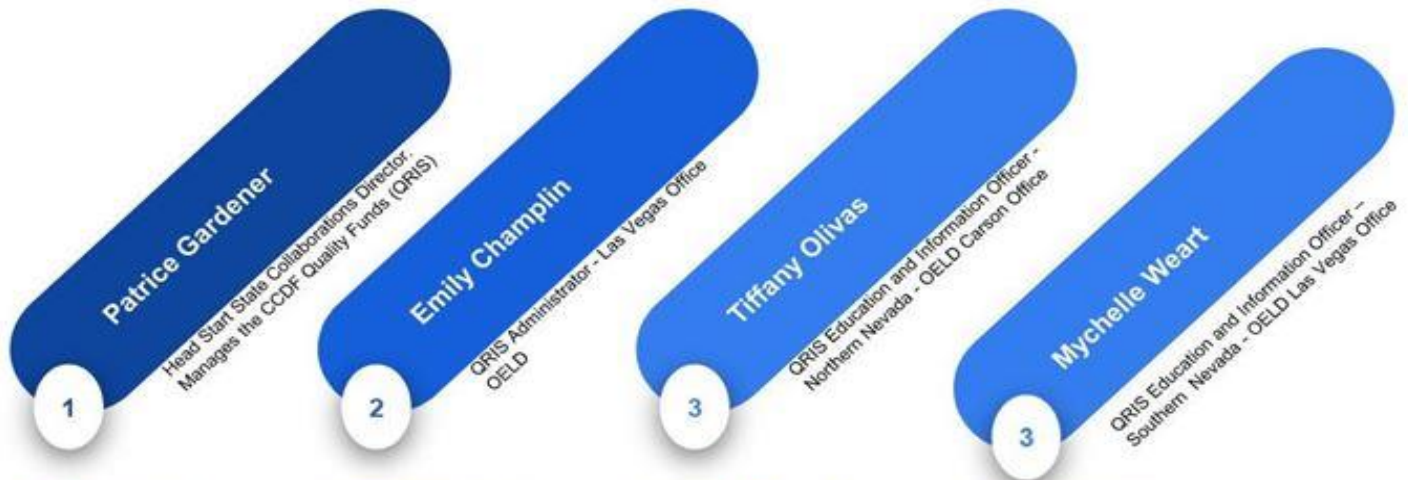 Patrice Gardener
Head Start State Collaborations Director.
Manages the CCDF Quality Funds (QRIS)
1
Emily Champlin
QRIS Administrator - Las Vegas Office
OELD
2
Tiffany Olivas
QRIS Education and Information Officer -
Northern Nevada - OELD Carson Office
3
Mychelle Weart
QRIS Education and Information Officer –
Southern Nevada - OELD Las Vegas Office
3